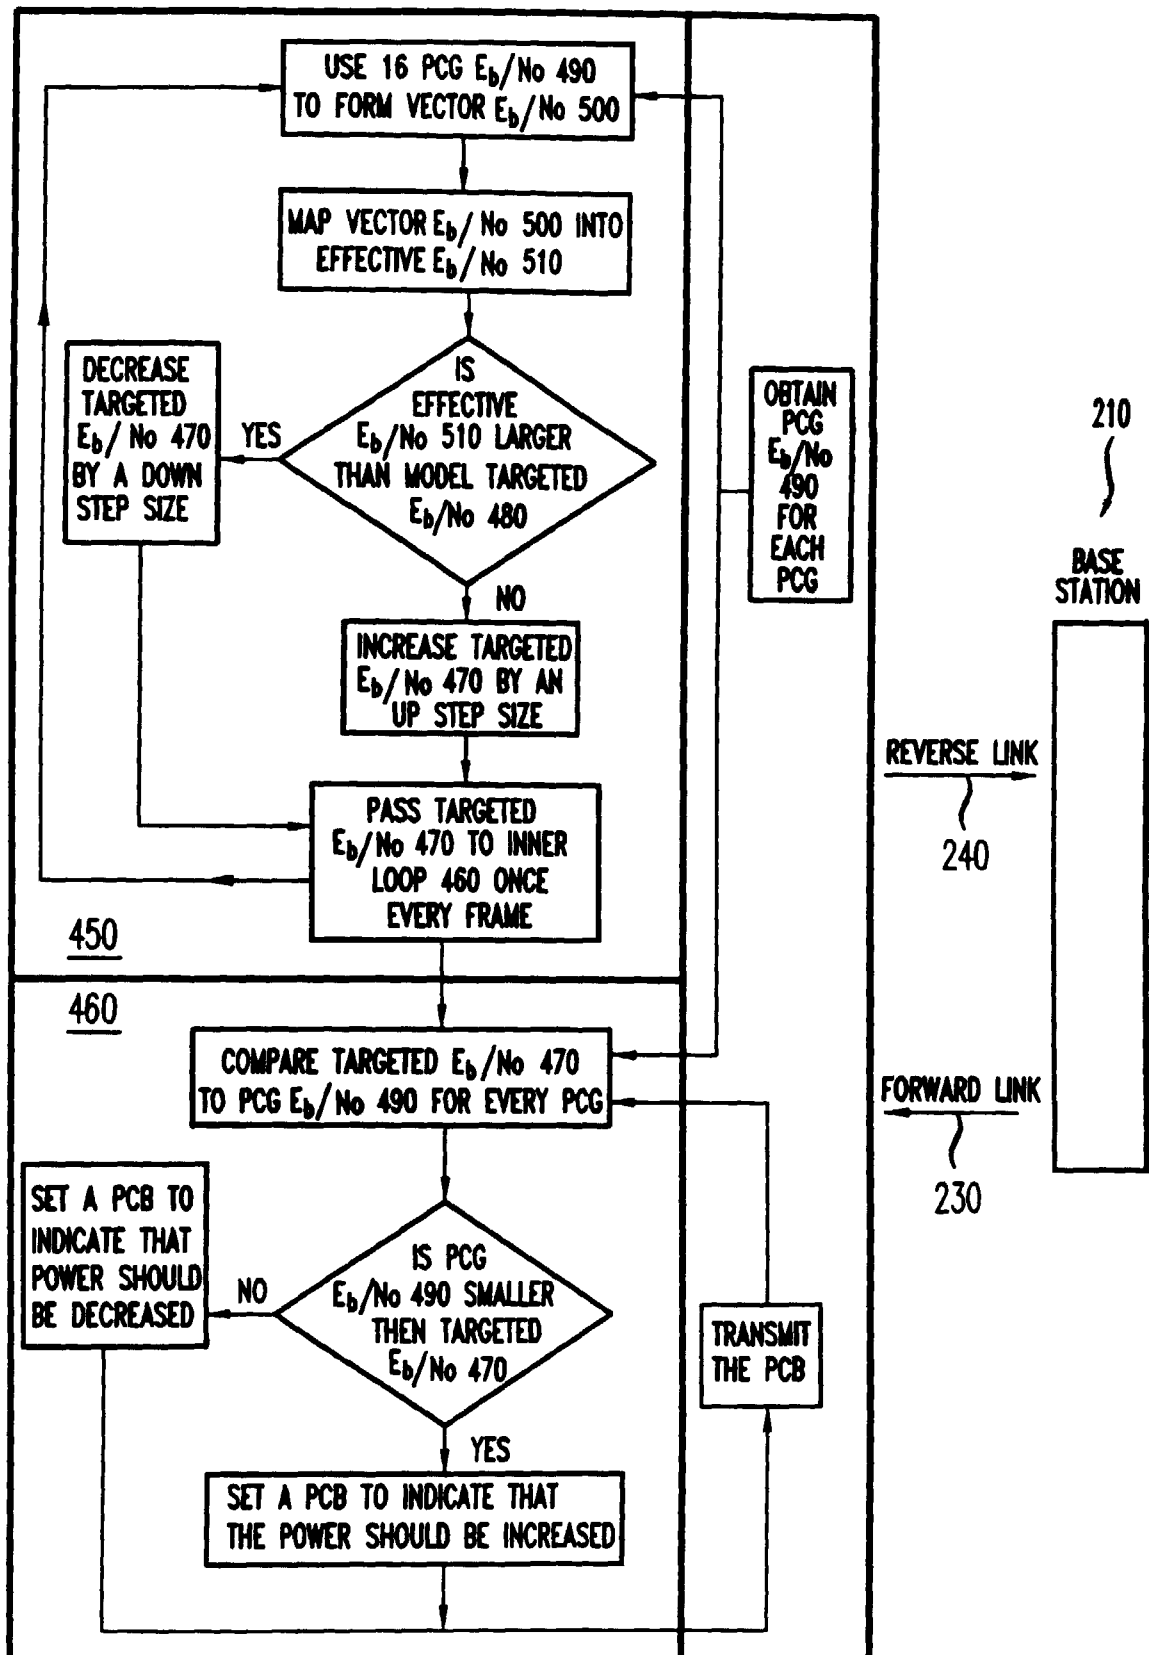 USE 16 PCG Eb/No 490
TO FORM VECTOR Eb/No 500
MAP VECTOR Eb/No 500 INTO
EFFECTIVE Eb/No 510
IS
EFFECTIVE
Eb/No 510 LARGER
THAN MODEL TARGETED
Eb/No 480
YES
DECREASE
TARGETED
Eb/No 470
BY A DOWN
STEP SIZE
NO
INCREASE TARGETED
Eb/No 470 BY AN
UP STEP SIZE
PASS TARGETED
Eb/No 470 TO INNER
LOOP 460 ONCE
EVERY FRAME
450
460
COMPARE TARGETED Eb/No 470
TO PCG Eb/No 490 FOR EVERY PCG
IS PCG
Eb/No 490 SMALLER
THEN TARGETED
Eb/No 470
NO
SET A PCB TO
INDICATE THAT
POWER SHOULD
BE DECREASED
YES
SET A PCB TO INDICATE THAT
THE POWER SHOULD BE INCREASED
OBTAIN
PCG
Eb/No
490
FOR
EACH
PCG
TRANSMIT
THE PCB
210
BASE
STATION
REVERSE LINK
240
FORWARD LINK
230